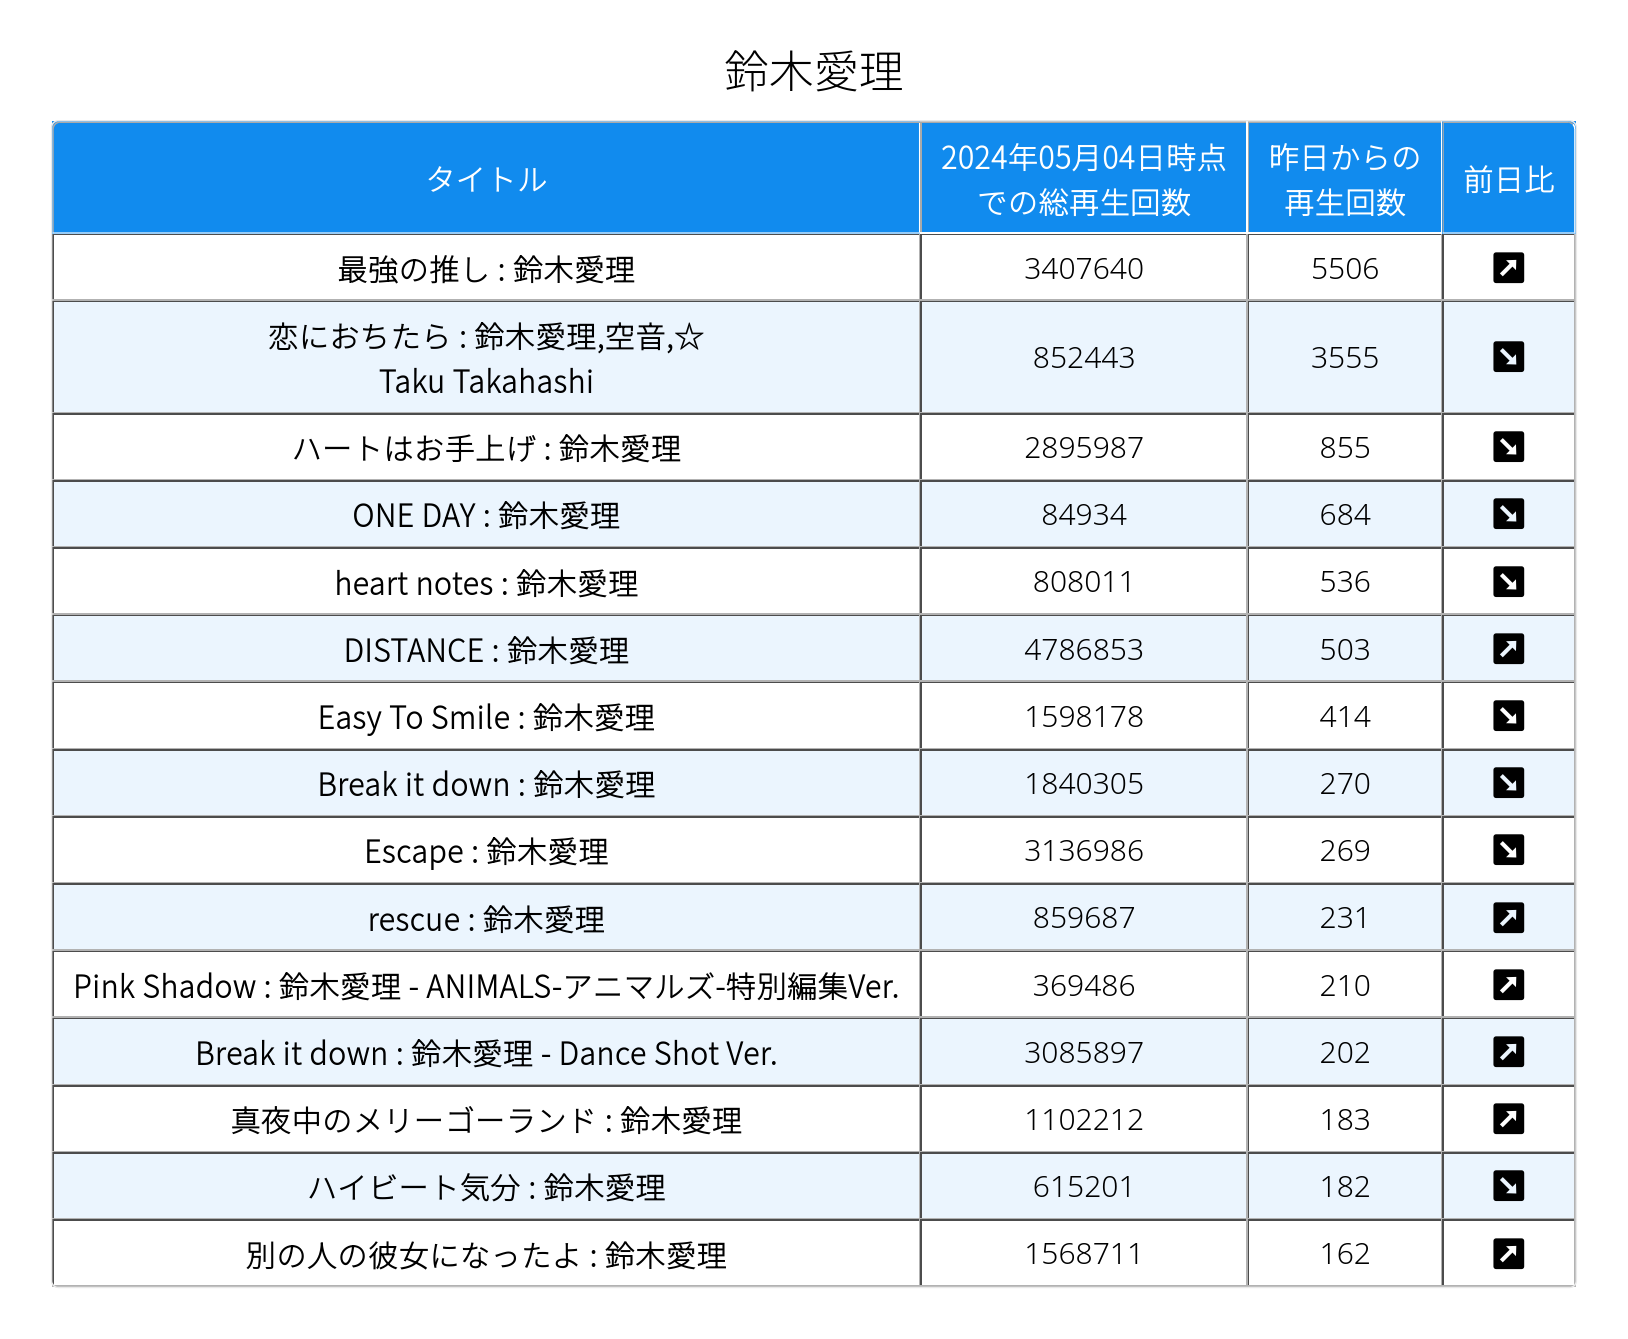 鈴木愛理
タイトル 2024年05月04日時点での総再生回数 昨日からの再生回数 前日比
最強の推し : 鈴木愛理 3407640 5506 ↗
恋におちたら : 鈴木愛理,空音,☆Taku Takahashi 852443 3555 ↘
ハートはお手上げ : 鈴木愛理 2895987 855 ↘
ONE DAY : 鈴木愛理 84934 684 ↘
heart notes : 鈴木愛理 808011 536 ↘
DISTANCE : 鈴木愛理 4786853 503 ↗
Easy To Smile : 鈴木愛理 1598178 414 ↘
Break it down : 鈴木愛理 1840305 270 ↘
Escape : 鈴木愛理 3136986 269 ↘
rescue : 鈴木愛理 859687 231 ↗
Pink Shadow : 鈴木愛理 - ANIMALS-アニマルズ-特別編集Ver. 369486 210 ↗
Break it down : 鈴木愛理 - Dance Shot Ver. 3085897 202 ↗
真夜中のメリーゴーランド : 鈴木愛理 1102212 183 ↗
ハイビート気分 : 鈴木愛理 615201 182 ↘
別の人の彼女になったよ : 鈴木愛理 1568711 162 ↗